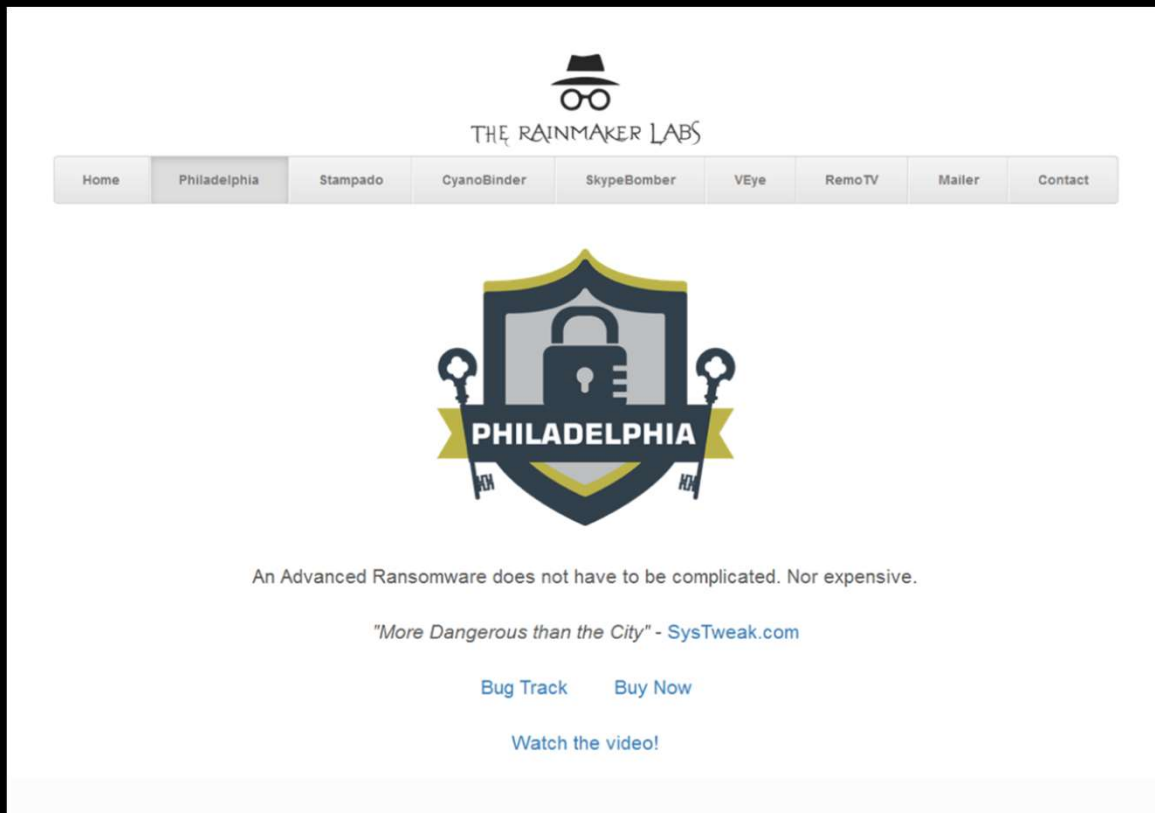 THE RAINMAKER LABS
Home Philadelphia Stampado CyanoBinder SkypeBomber VEye RemoTV Mailer Contact
PHILADELPHIA
An Advanced Ransomware does not have to be complicated. Nor expensive.
"More Dangerous than the City" - SysTweak.com
Bug Track Buy Now
Watch the video!